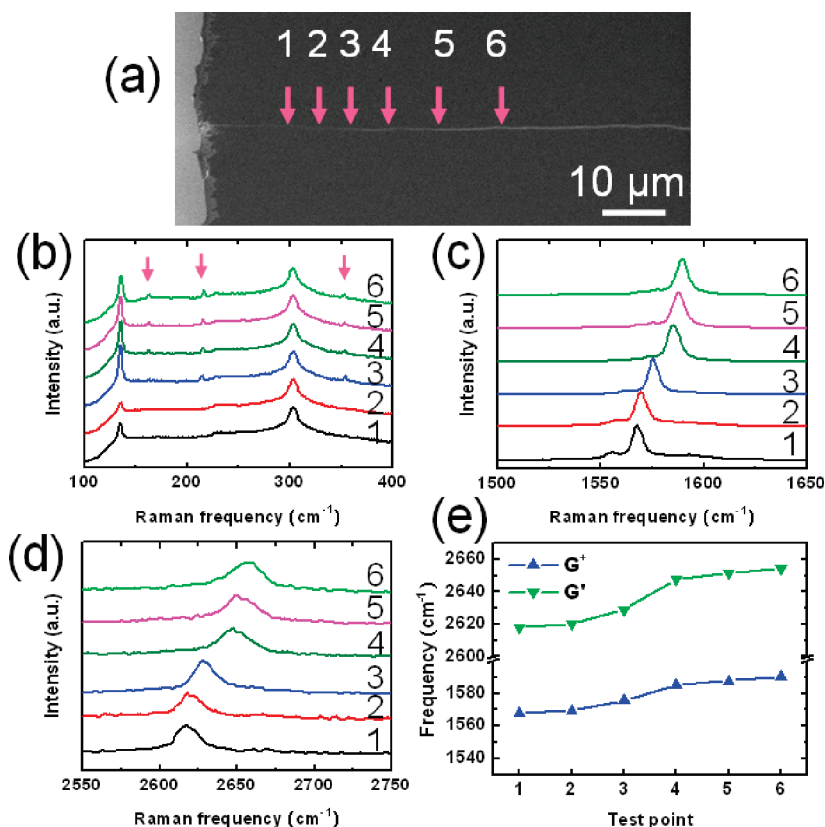 (a)
1 2 3 4 5 6
10 µm
(b)
6
5
4
3
2
1
Intensity (a.u.)
100 200 300 400
Raman frequency (cm⁻¹)
(c)
6
5
4
3
2
1
Intensity (a.u.)
1500 1550 1600 1650
Raman frequency (cm⁻¹)
(d)
6
5
4
3
2
1
Intensity (a.u.)
2550 2600 2650 2700 2750
Raman frequency (cm⁻¹)
(e)
G⁺
G'
2660
2640
2620
2600
1580
1560
1540
Frequency (cm⁻¹)
1 2 3 4 5 6
Test point